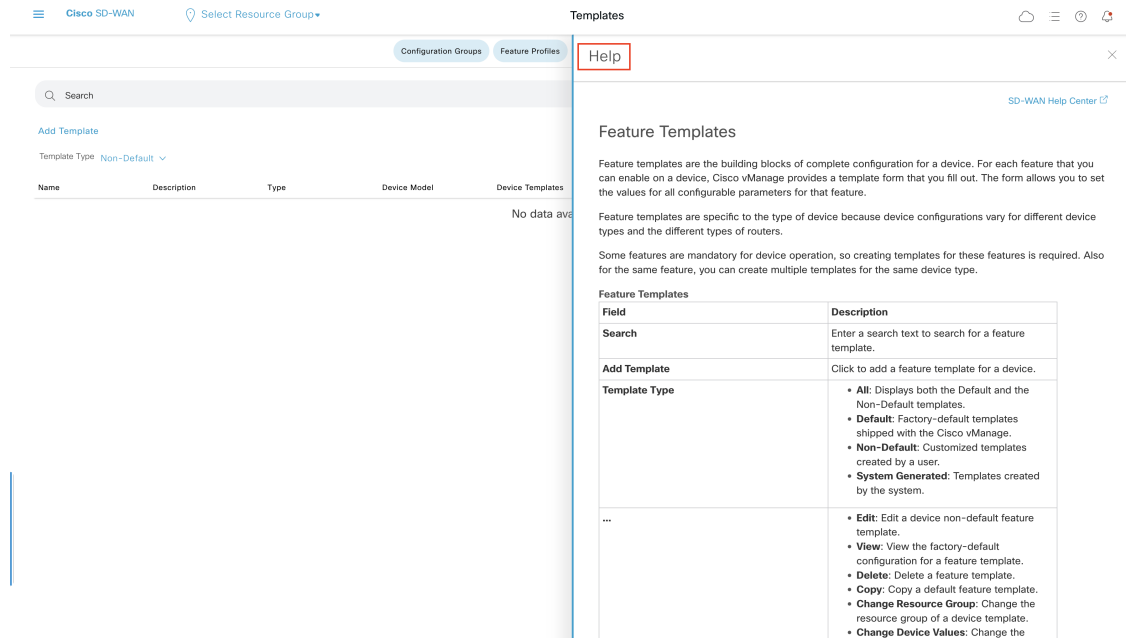 Cisco SD-WAN
Select Resource Group▾
Templates
Configuration Groups
Feature Profiles
Help
Search
SD-WAN Help Center
Add Template
Template Type Non-Default
Name Description Type Device Model Device Templates
No data ava
Feature Templates
Feature templates are the building blocks of complete configuration for a device. For each feature that you
can enable on a device, Cisco vManage provides a template form that you fill out. The form allows you to set
the values for all configurable parameters for that feature.
Feature templates are specific to the type of device because device configurations vary for different device
types and the different types of routers.
Some features are mandatory for device operation, so creating templates for these features is required. Also
for the same feature, you can create multiple templates for the same device type.
Feature Templates
Field Description
Search Enter a search text to search for a feature
template.
Add Template Click to add a feature template for a device.
Template Type
• All: Displays both the Default and the
Non-Default templates.
• Default: Factory-default templates
shipped with the Cisco vManage.
• Non-Default: Customized templates
created by a user.
• System Generated: Templates created
by the system.
...
• Edit: Edit a device non-default feature
template.
• View: View the factory-default
configuration for a feature template.
• Delete: Delete a feature template.
• Copy: Copy a default feature template.
• Change Resource Group: Change the
resource group of a device template.
• Change Device Values: Change the